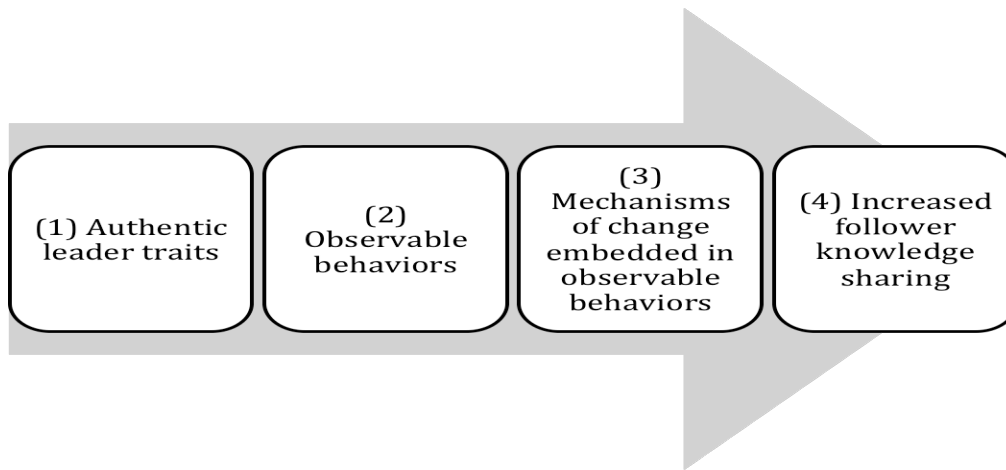 (1) Authentic
leader traits
(2)
Observable
behaviors
(3)
Mechanisms
of change
embedded in
observable
behaviors
(4) Increased
follower
knowledge
sharing